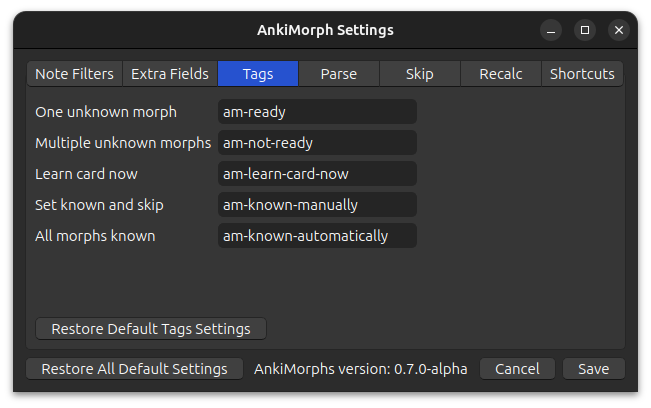 AnkiMorph Settings
Note Filters Extra Fields Tags Parse Skip Recalc Shortcuts
One unknown morph am-ready
Multiple unknown morphs am-not-ready
Learn card now am-learn-card-now
Set known and skip am-known-manually
All morphs known am-known-automatically
Restore Default Tags Settings
Restore All Default Settings AnkiMorphs version: 0.7.0-alpha Cancel Save